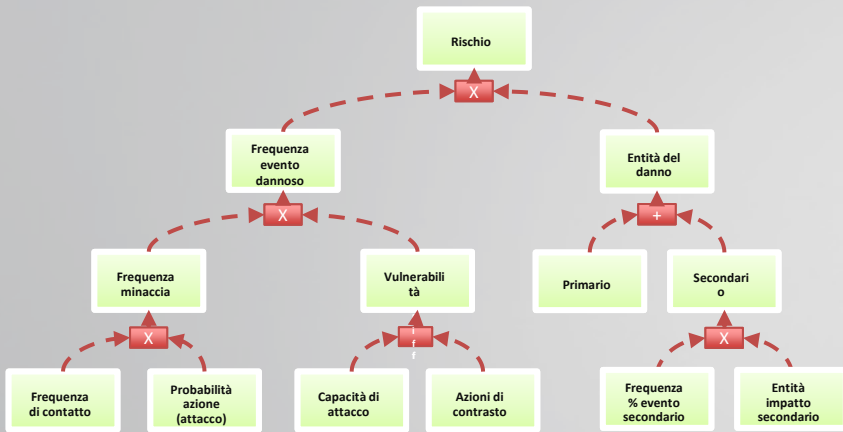 Rischio
X
Frequenza
evento
dannoso
Entità del
danno
X
+
Frequenza
minaccia
Vulnerabili
tà
Primario
Secondari
o
X
i
f
f
X
Frequenza
di contatto
Probabilità
azione
(attacco)
Capacità di
attacco
Azioni di
contrasto
Frequenza
% evento
secondario
Entità
impatto
secondario